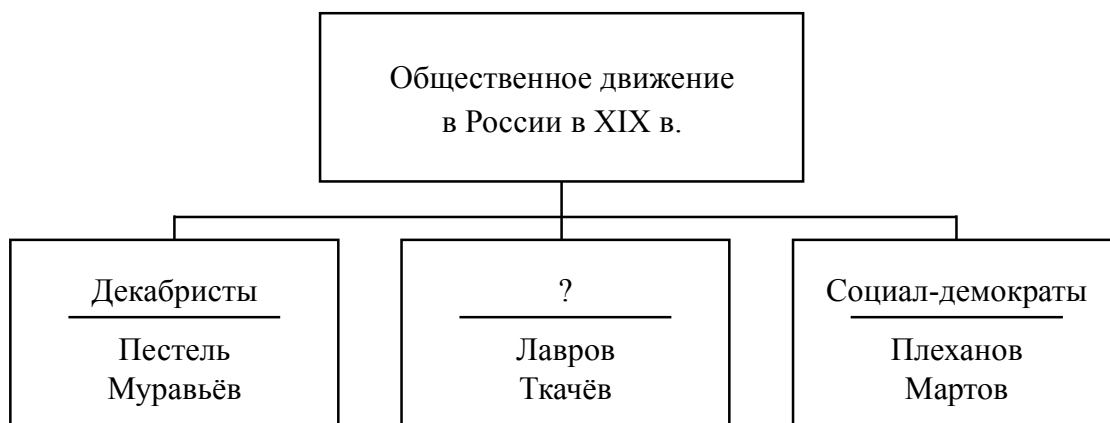 Общественное движение
в России в XIX в.
Декабристы
Пестель
Муравьёв
?
Лавров
Ткачёв
Социал-демократы
Плеханов
Мартов